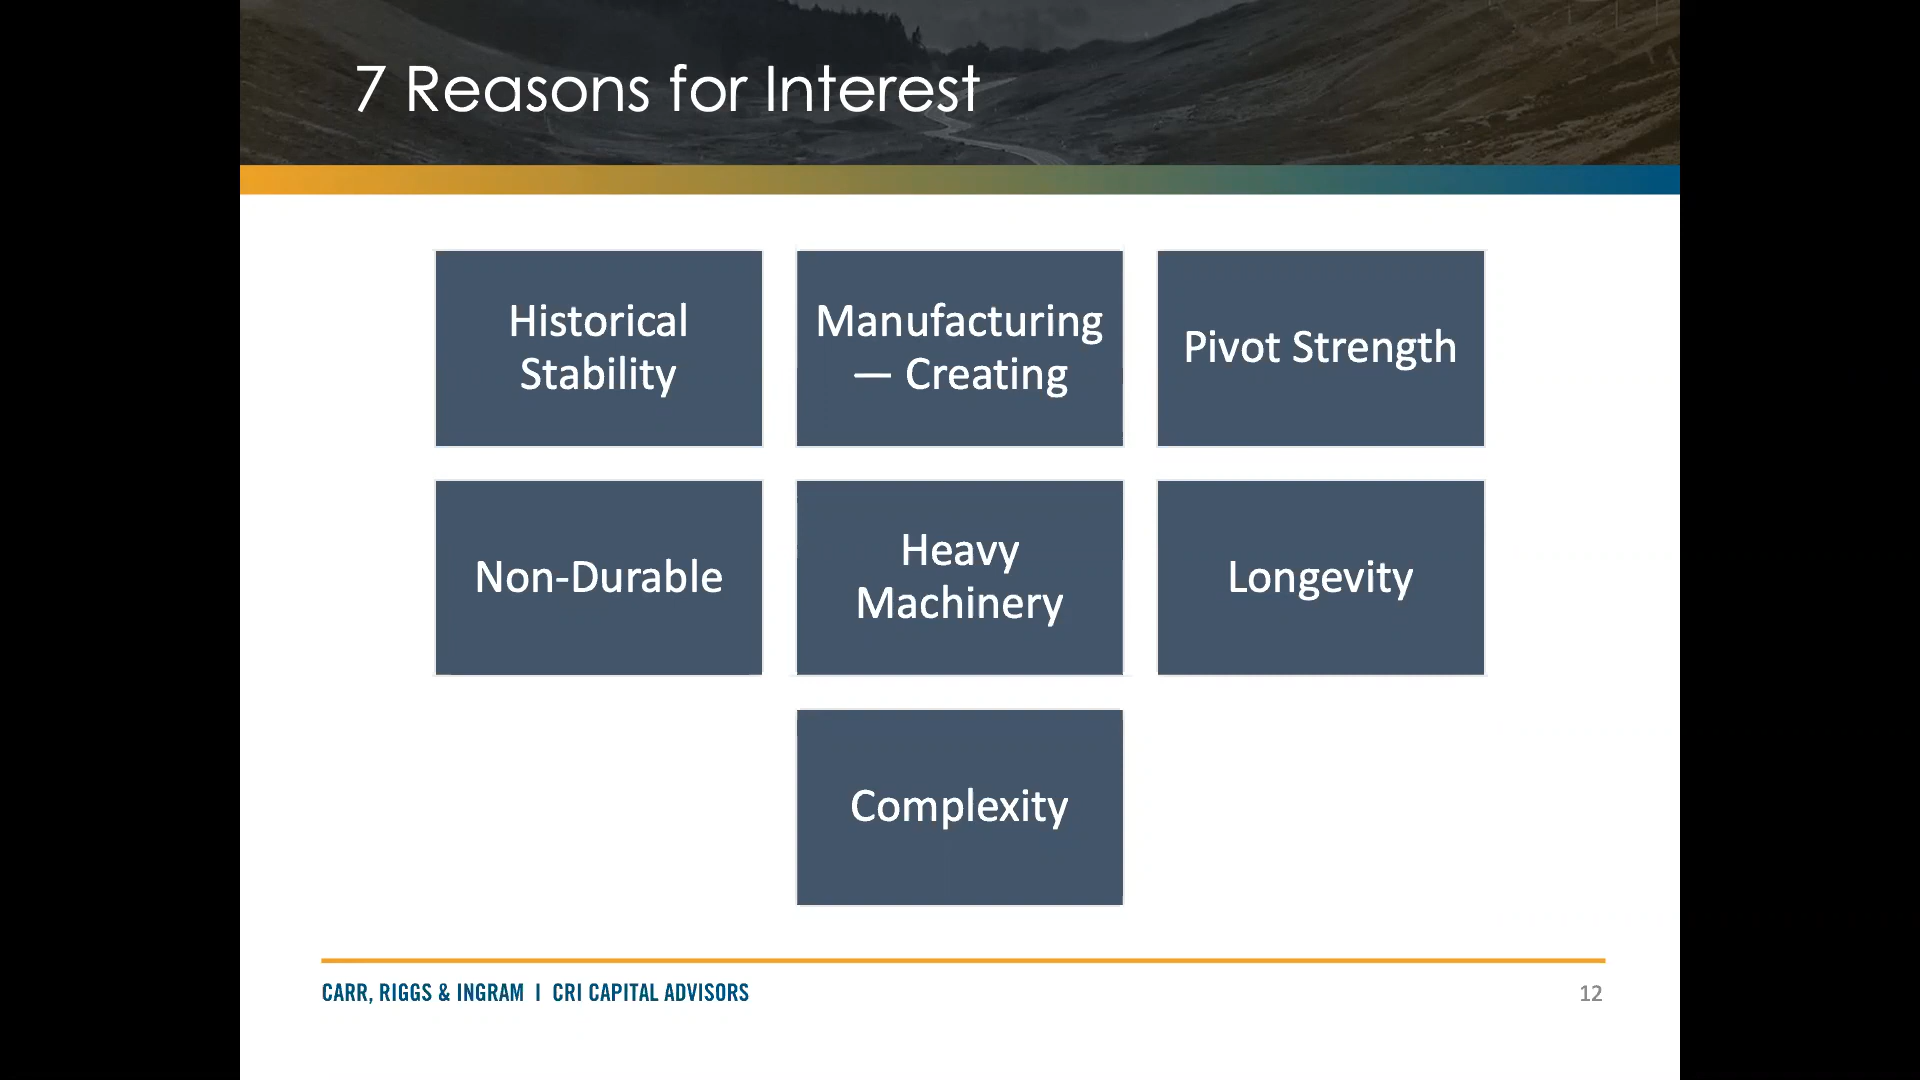 7 Reasons for Interest
Historical
Stability
Manufacturing
— Creating
Pivot Strength
Non-Durable
Heavy
Machinery
Longevity
Complexity
CARR, RIGGS & INGRAM I CRI CAPITAL ADVISORS
12